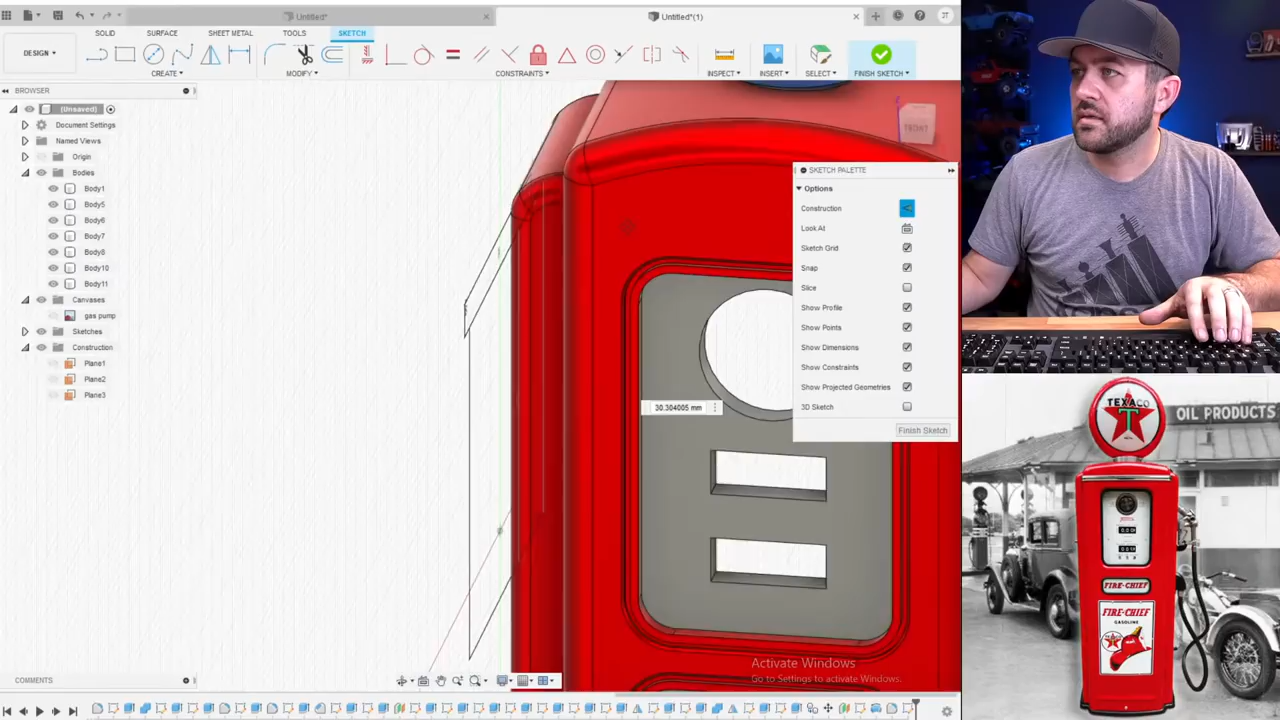 Untitled*
Untitled*(1)
JT
SOLID
SURFACE
SHEET METAL
TOOLS
SKETCH
DESIGN
CREATE
MODIFY
CONSTRAINTS
INSPECT
INSERT
SELECT
FINISH SKETCH
BROWSER
(Unsaved)
Document Settings
Named Views
Origin
Bodies
Body1
Body5
Body6
Body7
Body8
Body10
Body11
Canvases
gas pump
Sketches
Construction
Plane1
Plane2
Plane3
FRONT
SKETCH PALETTE
Options
Construction
Look At
Sketch Grid
Snap
Slice
Show Profile
Show Points
Show Dimensions
Show Constraints
Show Projected Geometries
3D Sketch
Finish Sketch
30.304005 mm
Activate Windows
Go to Settings to activate Windows.
COMMENTS
TEXACO
T
OIL PRODUCTS
FIRE-CHIEF
FIRE-CHIEF
GASOLINE